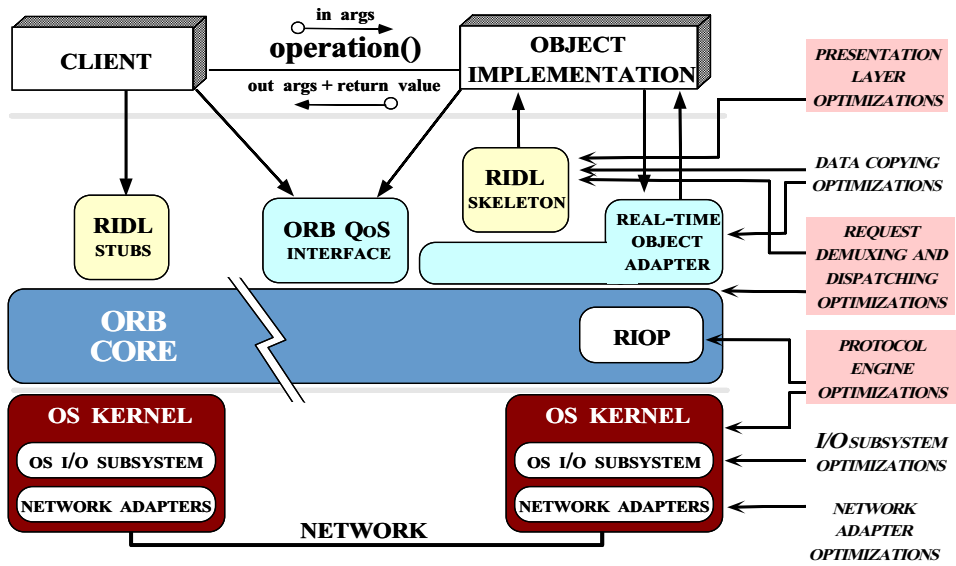 in args
operation()
out args + return value
CLIENT
OBJECT
IMPLEMENTATION
RIDL
STUBS
ORB QoS
INTERFACE
RIDL
SKELETON
REAL-TIME
OBJECT
ADAPTER
ORB
CORE
RIOP
OS KERNEL
OS I/O SUBSYSTEM
NETWORK ADAPTERS
NETWORK
OS KERNEL
OS I/O SUBSYSTEM
NETWORK ADAPTERS
PRESENTATION
LAYER
OPTIMIZATIONS
DATA COPYING
OPTIMIZATIONS
REQUEST
DEMUXING AND
DISPATCHING
OPTIMIZATIONS
PROTOCOL
ENGINE
OPTIMIZATIONS
I/O SUBSYSTEM
OPTIMIZATIONS
NETWORK
ADAPTER
OPTIMIZATIONS